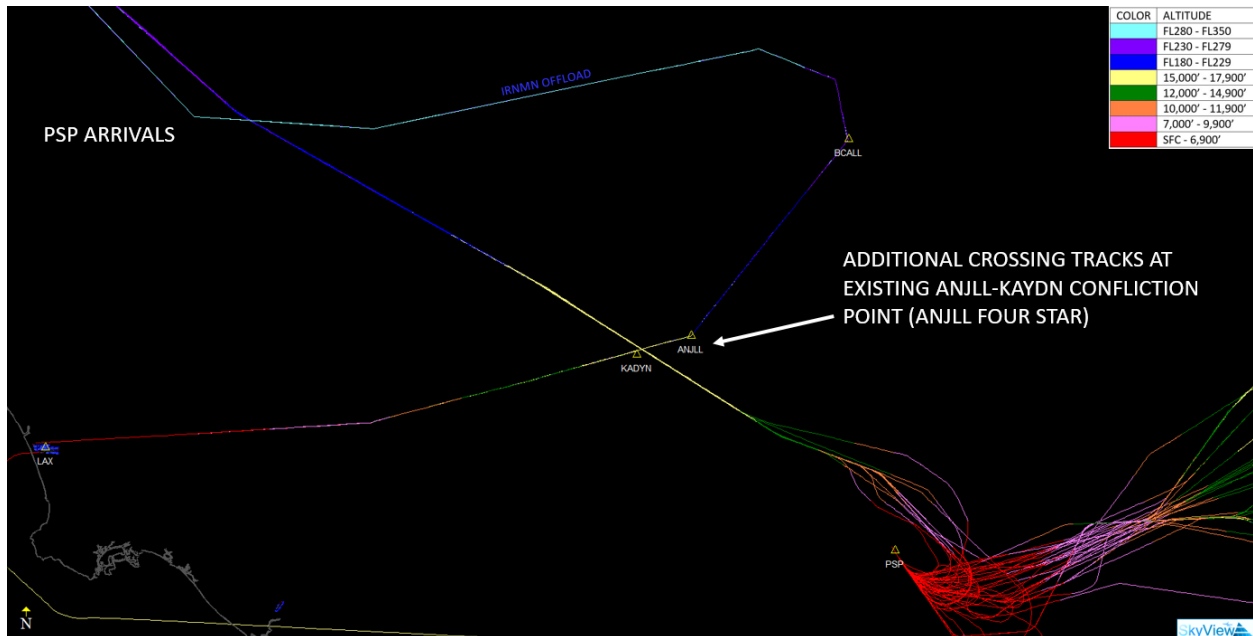 COLOR ALTITUDE
FL280 - FL350
FL230 - FL279
FL180 - FL229
15,000’ - 17,900’
12,000’ - 14,900’
10,000’ - 11,900’
7,000’ - 9,900’
SFC - 6,900’
IRNMN OFFLOAD
PSP ARRIVALS
BCALL
ADDITIONAL CROSSING TRACKS AT
EXISTING ANJLL-KAYDN CONFLICTION
POINT (ANJLL FOUR STAR)
ANJLL
KADYN
LAX
PSP
N
SkyView